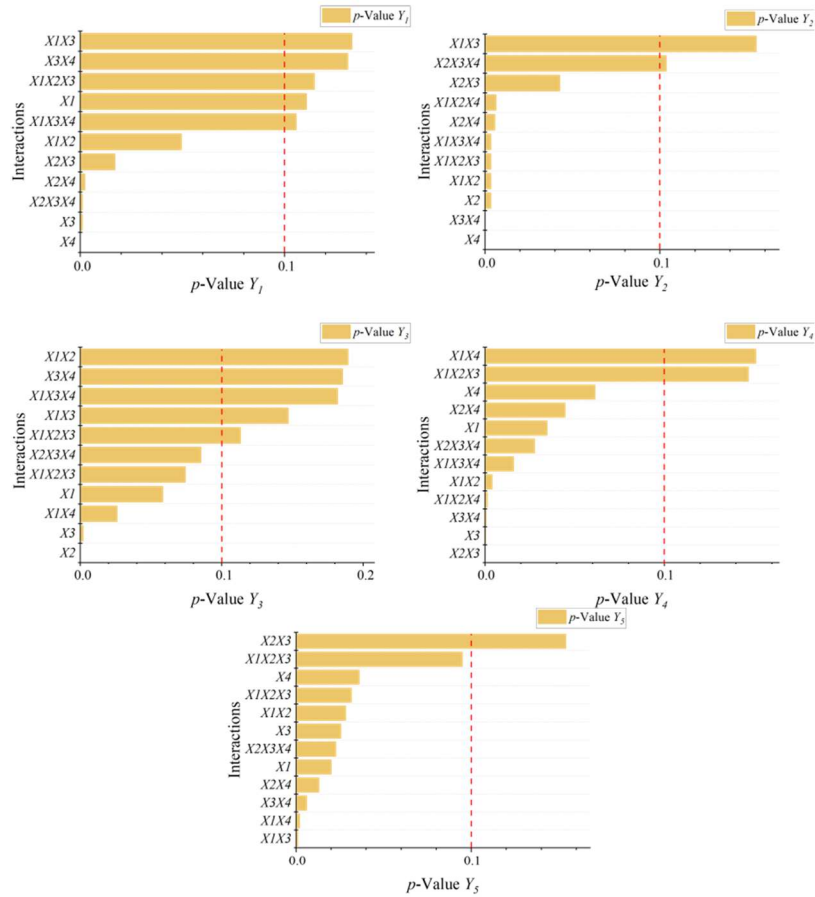 p-Value Y1
Interactions
X1X3
X3X4
X1X2X3
X1
X1X3X4
X1X2
X2X3
X2X4
X2X3X4
X3
X4
0.0
0.1
p-Value Y1
p-Value Y2
Interactions
X1X3
X2X3X4
X2X3
X1X2X4
X2X4
X1X3X4
X1X2X3
X1X2
X2
X3X4
X4
0.0
0.1
p-Value Y2
p-Value Y3
Interactions
X1X2
X3X4
X1X3X4
X1X3
X1X2X3
X2X3X4
X1X2X3
X1
X1X4
X3
X2
0.0
0.1
0.2
p-Value Y3
p-Value Y4
Interactions
X1X4
X1X2X3
X4
X2X4
X1
X2X3X4
X1X3X4
X1X2
X1X2X4
X3X4
X3
X2X3
0.0
0.1
p-Value Y4
p-Value Y5
Interactions
X2X3
X1X2X3
X4
X1X2X3
X1X2
X3
X2X3X4
X1
X2X4
X3X4
X1X4
X1X3
0.0
0.1
p-Value Y5